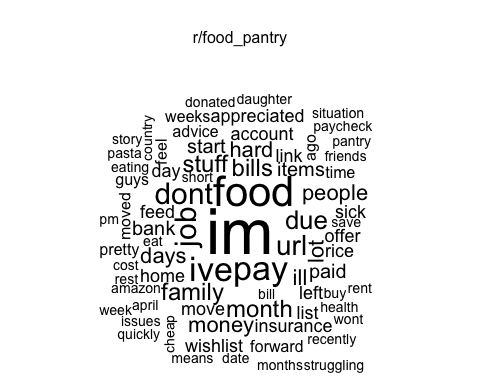 r/food_pantry
donated daughter
weeks appreciated situation
advice account paycheck
story country feel start hard link ago pantry
pasta stuff bills items time friends
eating day short
guys dont food people
moved feed job due sick
pm bank im url lot offer save
pretty eat days rice
cost ive pay ill paid
rest home
amazon family bill left buy rent
week april move month list health
issues money insurance wont
quickly cheap wishlist forward recently
means date months struggling